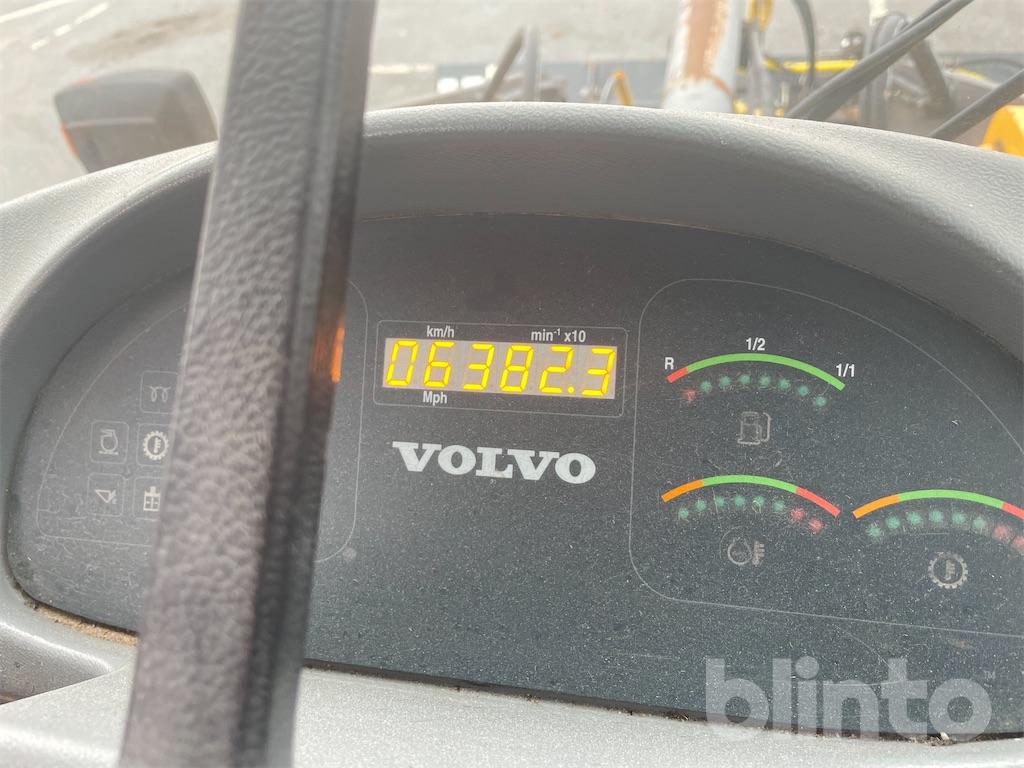 km/h min⁻¹ x10
06382.3
Mph
VOLVO
R 1/2 1/1
blinto